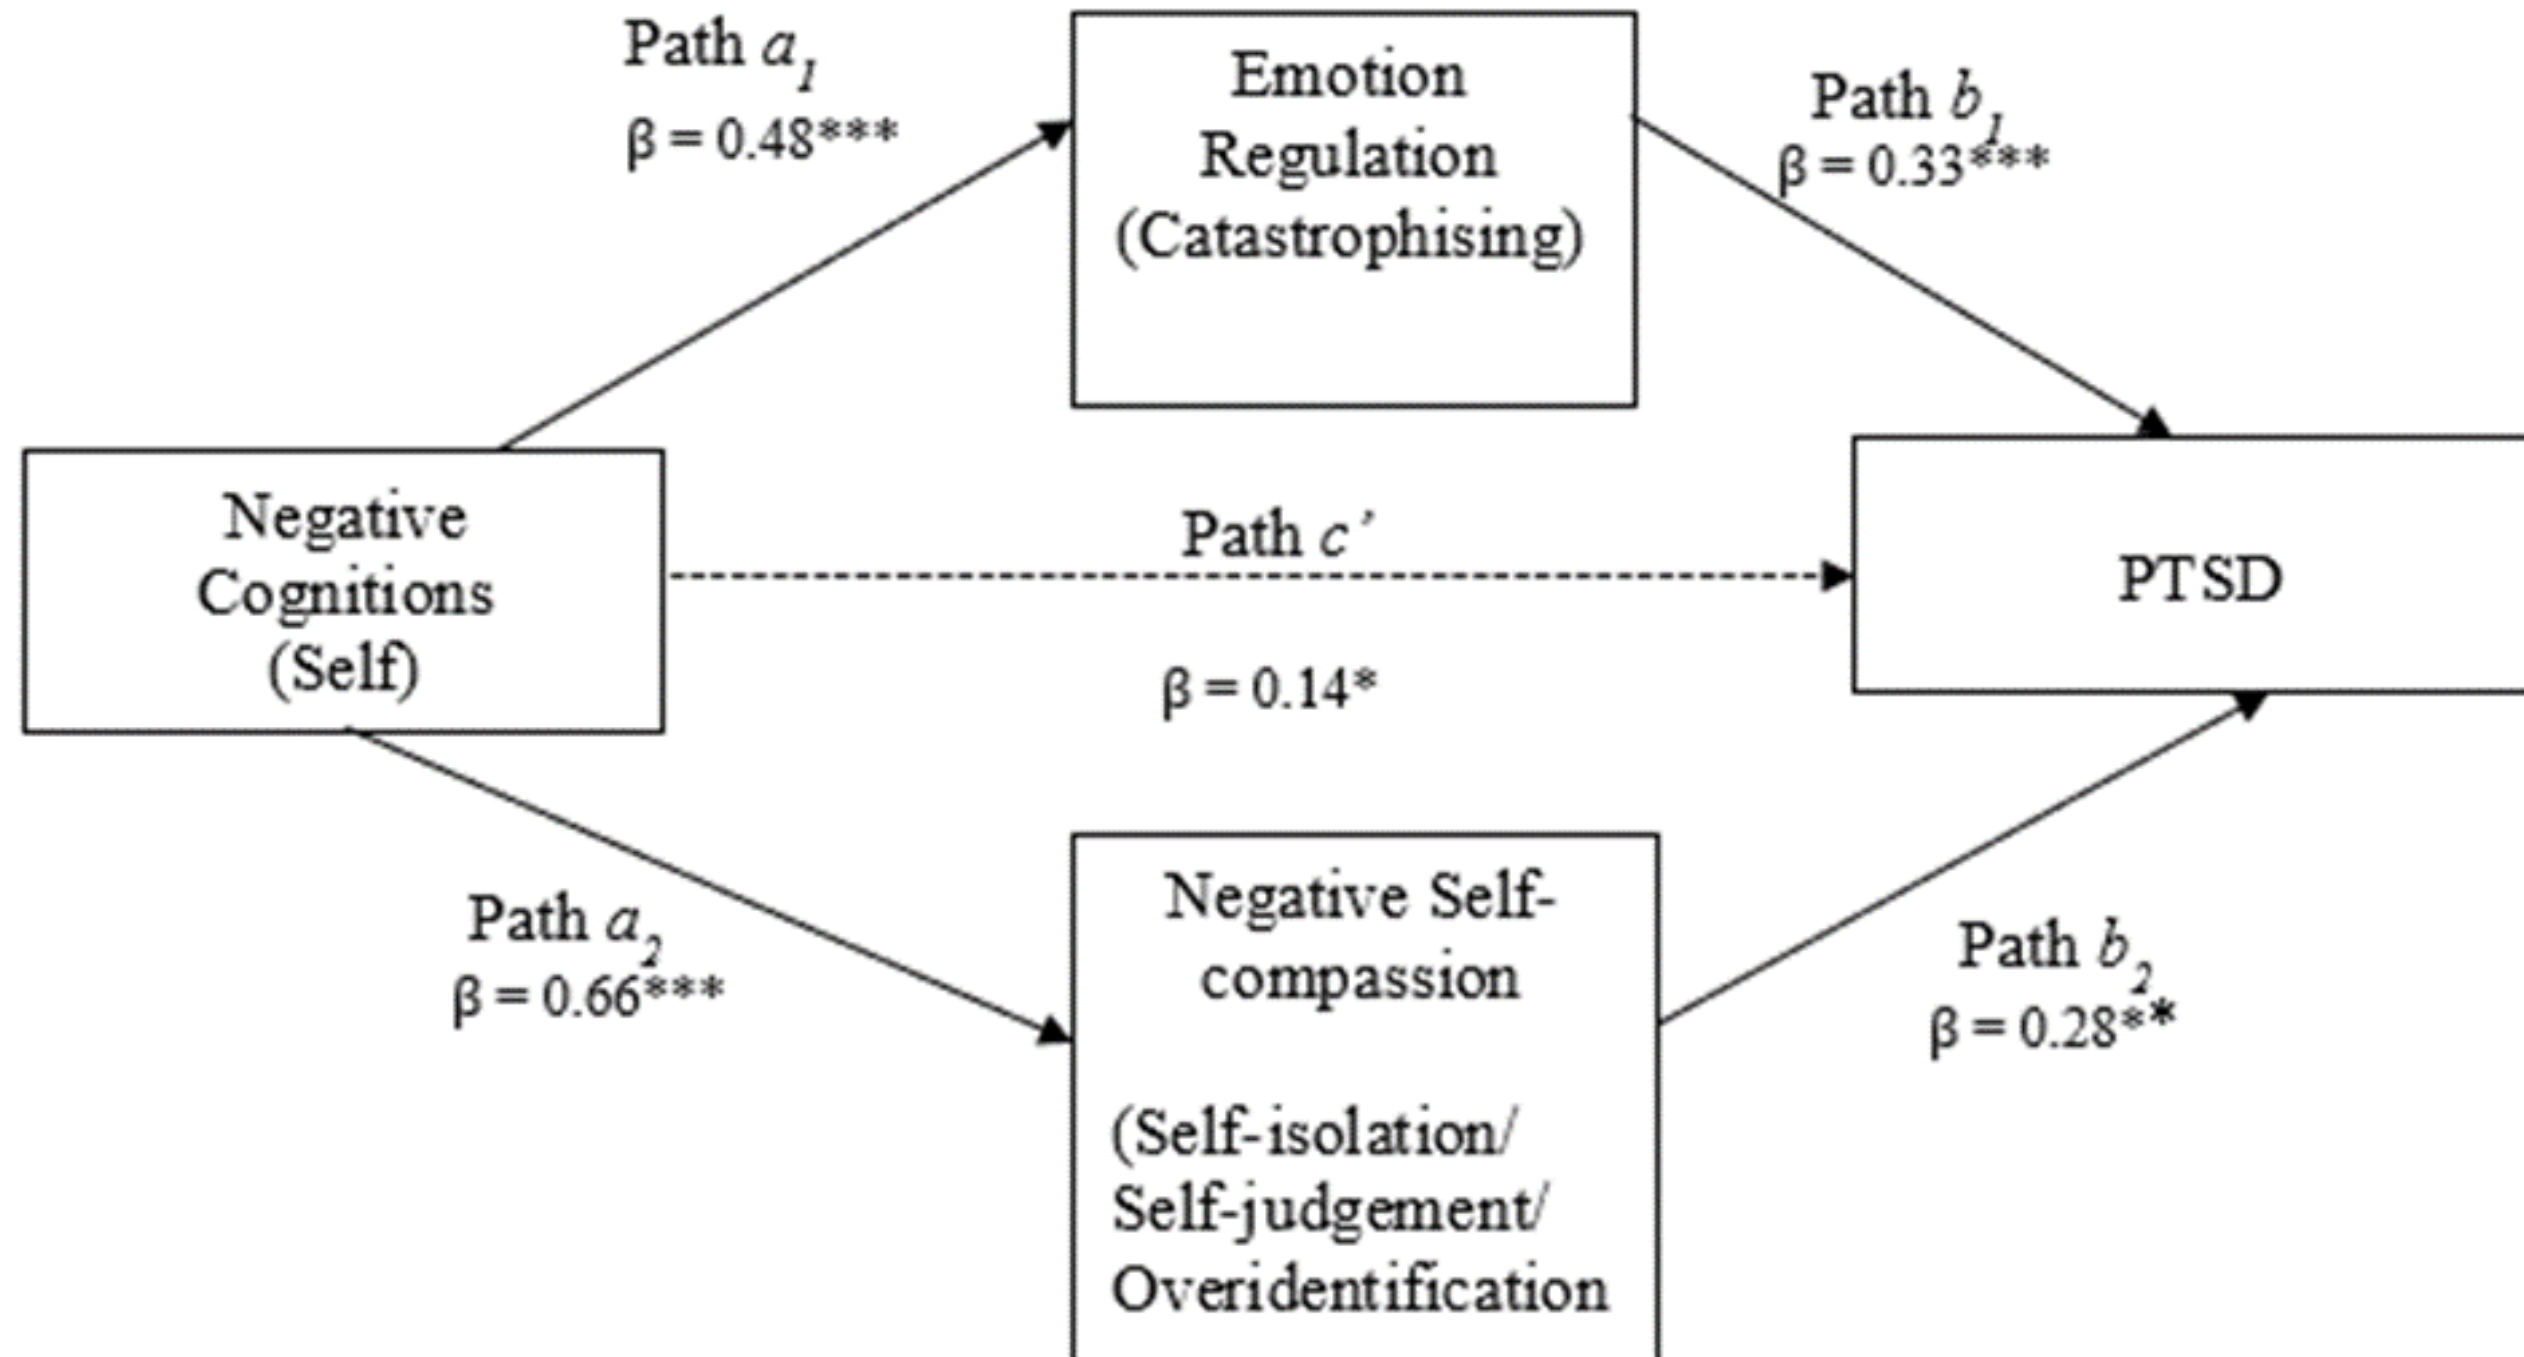 Path a₁
β = 0.48***
Emotion
Regulation
(Catastrophising)
Path b₁
β = 0.33***
Negative
Cognitions
(Self)
Path c’
β = 0.14*
PTSD
Path a₂
β = 0.66***
Negative Self-
compassion
(Self-isolation/
Self-judgement/
Overidentification
Path b₂
β = 0.28**